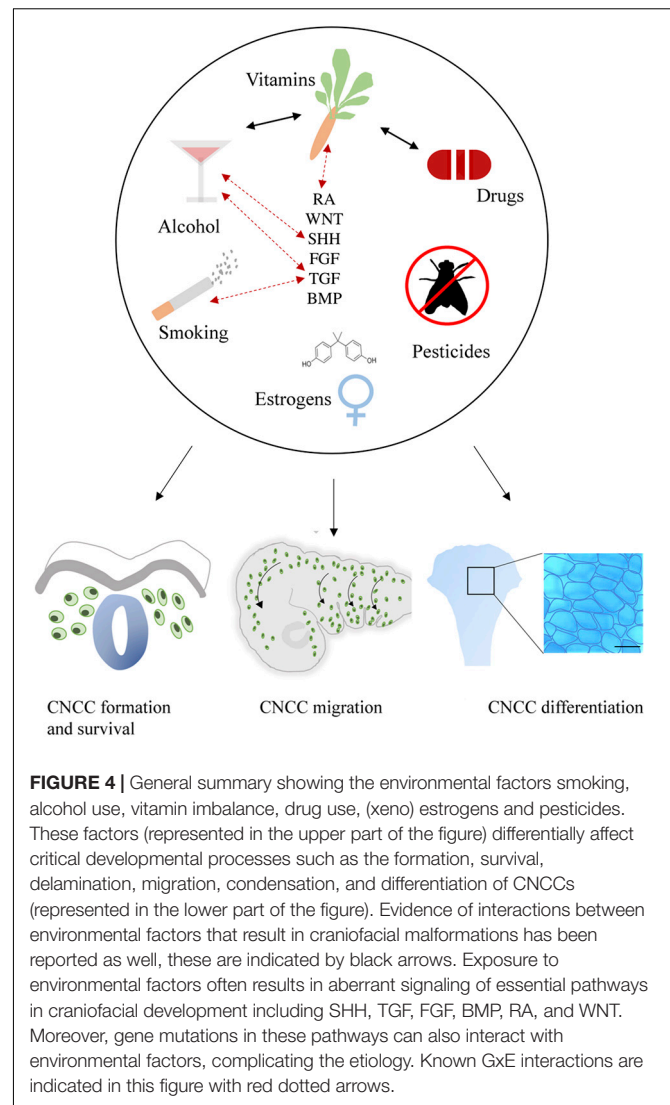 Vitamins
Alcohol
Drugs
RA
WNT
SHH
FGF
TGF
BMP
Smoking
Pesticides
HO
OH
Estrogens
CNCC formation
and survival
CNCC migration
CNCC differentiation
FIGURE 4 | General summary showing the environmental factors smoking,
alcohol use, vitamin imbalance, drug use, (xeno) estrogens and pesticides.
These factors (represented in the upper part of the figure) differentially affect
critical developmental processes such as the formation, survival,
delamination, migration, condensation, and differentiation of CNCCs
(represented in the lower part of the figure). Evidence of interactions between
environmental factors that result in craniofacial malformations has been
reported as well, these are indicated by black arrows. Exposure to
environmental factors often results in aberrant signaling of essential pathways
in craniofacial development including SHH, TGF, FGF, BMP, RA, and WNT.
Moreover, gene mutations in these pathways can also interact with
environmental factors, complicating the etiology. Known GxE interactions are
indicated in this figure with red dotted arrows.